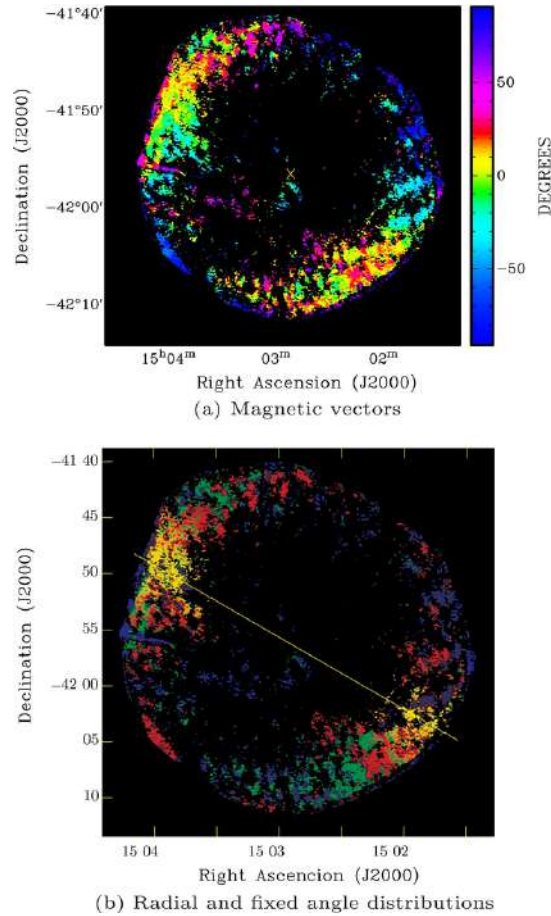 −41°40′
−41°50′
−42°00′
−42°10′
Declination (J2000)
15ʰ04ᵐ 03ᵐ 02ᵐ
Right Ascension (J2000)
50
0
−50
DEGREES
(a) Magnetic vectors
−41 40
45
50
55
−42 00
05
10
Declination (J2000)
15 04 15 03 15 02
Right Ascencion (J2000)
(b) Radial and fixed angle distributions